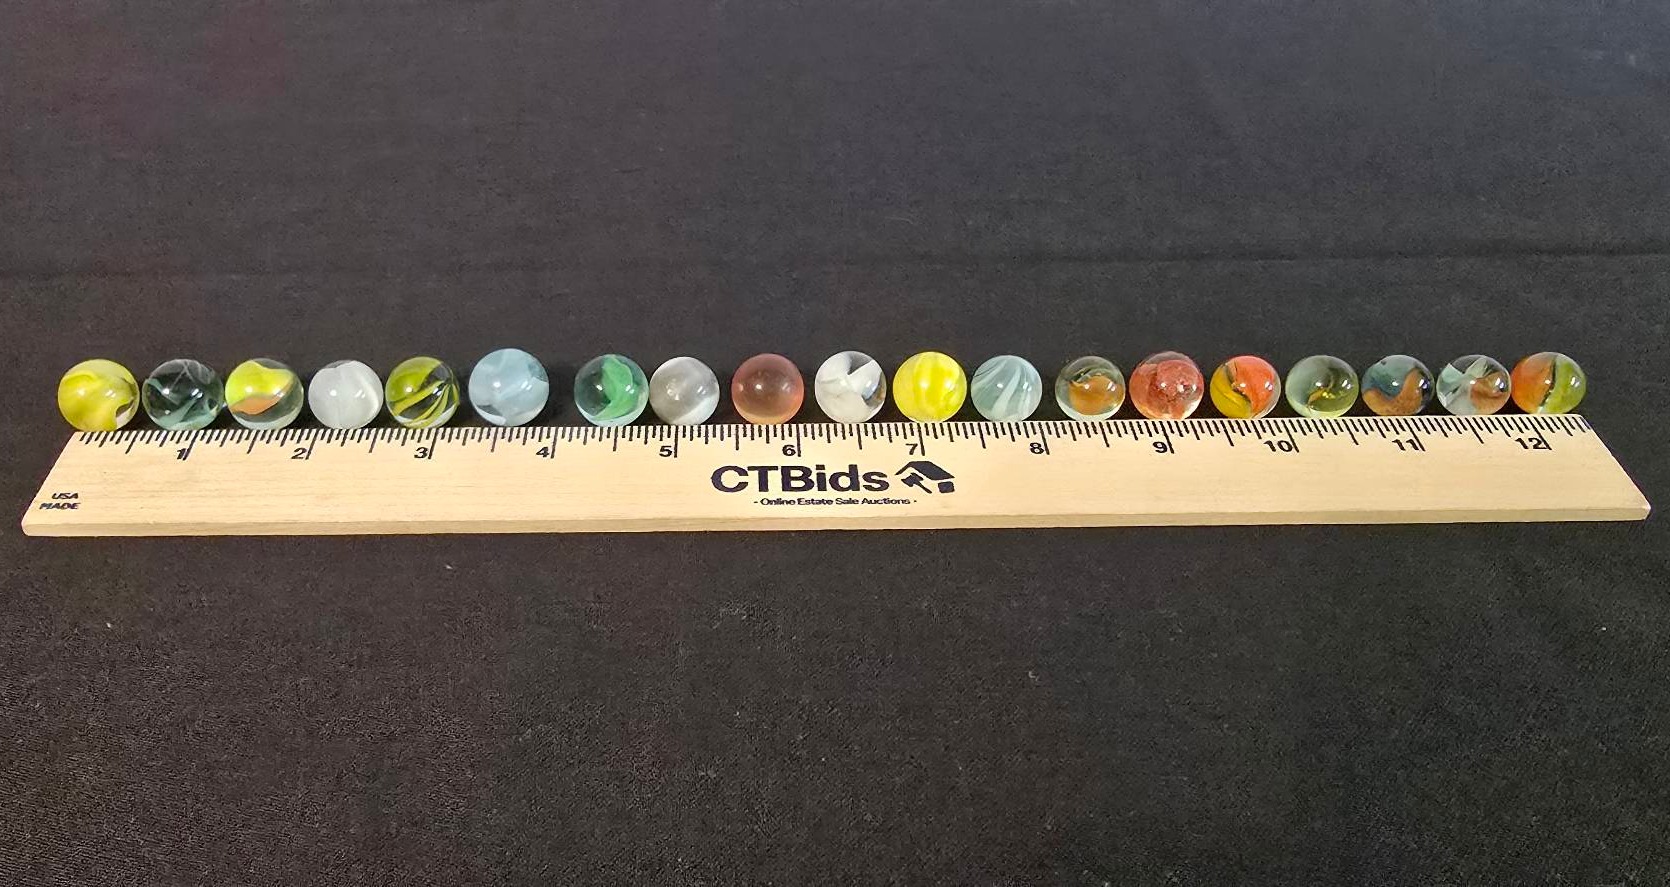 1 2 3 4 5 6 7 8 9 10 11 12
CTBids
- Online Estate Sale Auctions -
USA
MADE